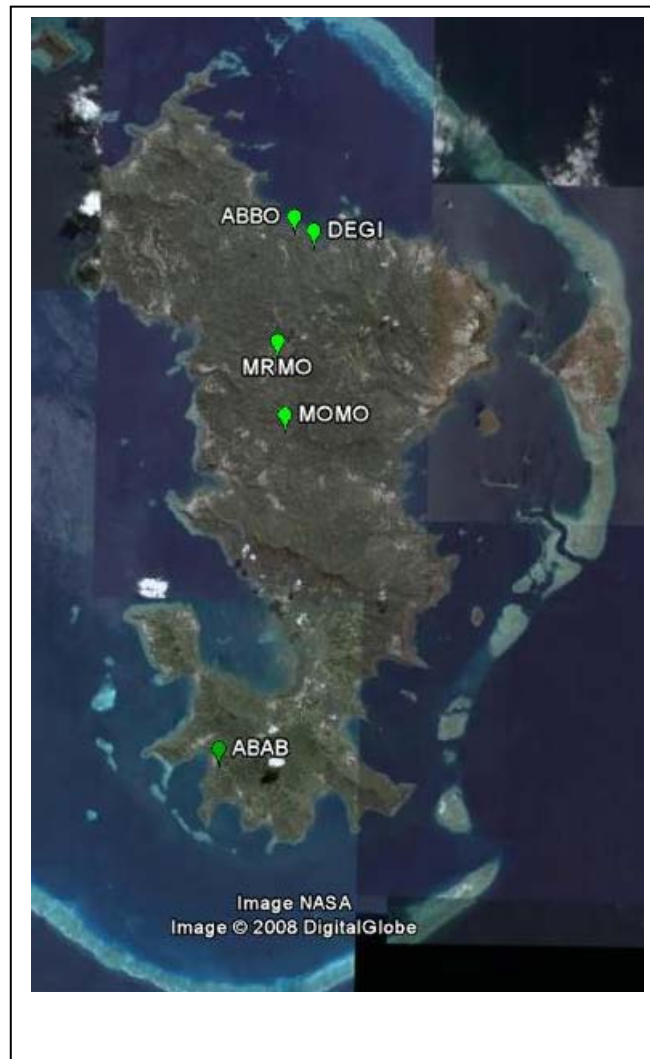 ABBO
DEGI
MRMO
MOMO
ABAB
Image NASA
Image © 2008 DigitalGlobe